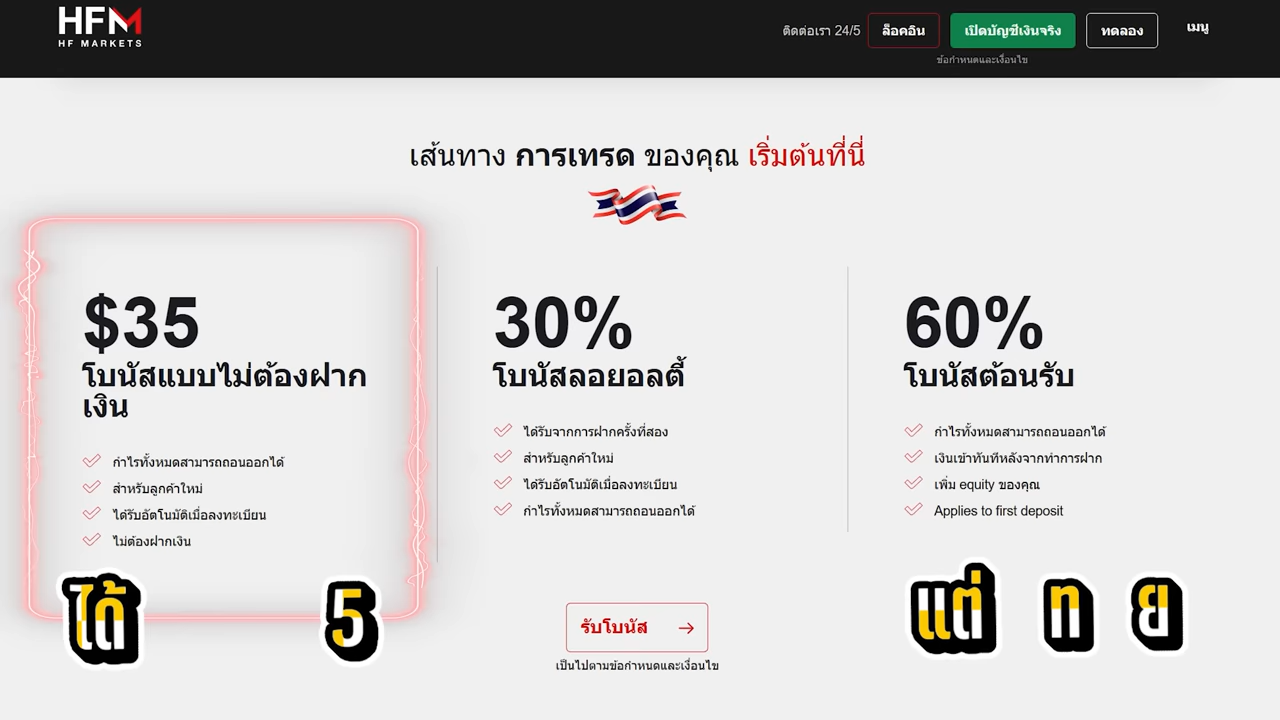 HFM
HF MARKETS
ติดต่อเรา 24/5
ล็อคอิน
เปิดบัญชีเงินจริง
ทดลอง
เมนู
ข้อกำหนดและเงื่อนไข
เส้นทาง การเทรด ของคุณ เริ่มต้นที่นี่
$35
โบนัสแบบไม่ต้องฝาก
เงิน
กำไรทั้งหมดสามารถถอนออกได้
สำหรับลูกค้าใหม่
ได้รับอัตโนมัติเมื่อลงทะเบียน
ไม่ต้องฝากเงิน
30%
โบนัสลอยอลตี้
ได้รับจากการฝากครั้งที่สอง
สำหรับลูกค้าใหม่
ได้รับอัตโนมัติเมื่อลงทะเบียน
กำไรทั้งหมดสามารถถอนออกได้
60%
โบนัสต้อนรับ
กำไรทั้งหมดสามารถถอนออกได้
เงินเข้าทันทีหลังจากทำการฝาก
เพิ่ม equity ของคุณ
Applies to first deposit
ได้ 5 แต่ ท ย
รับโบนัส
เป็นไปตามข้อกำหนดและเงื่อนไข